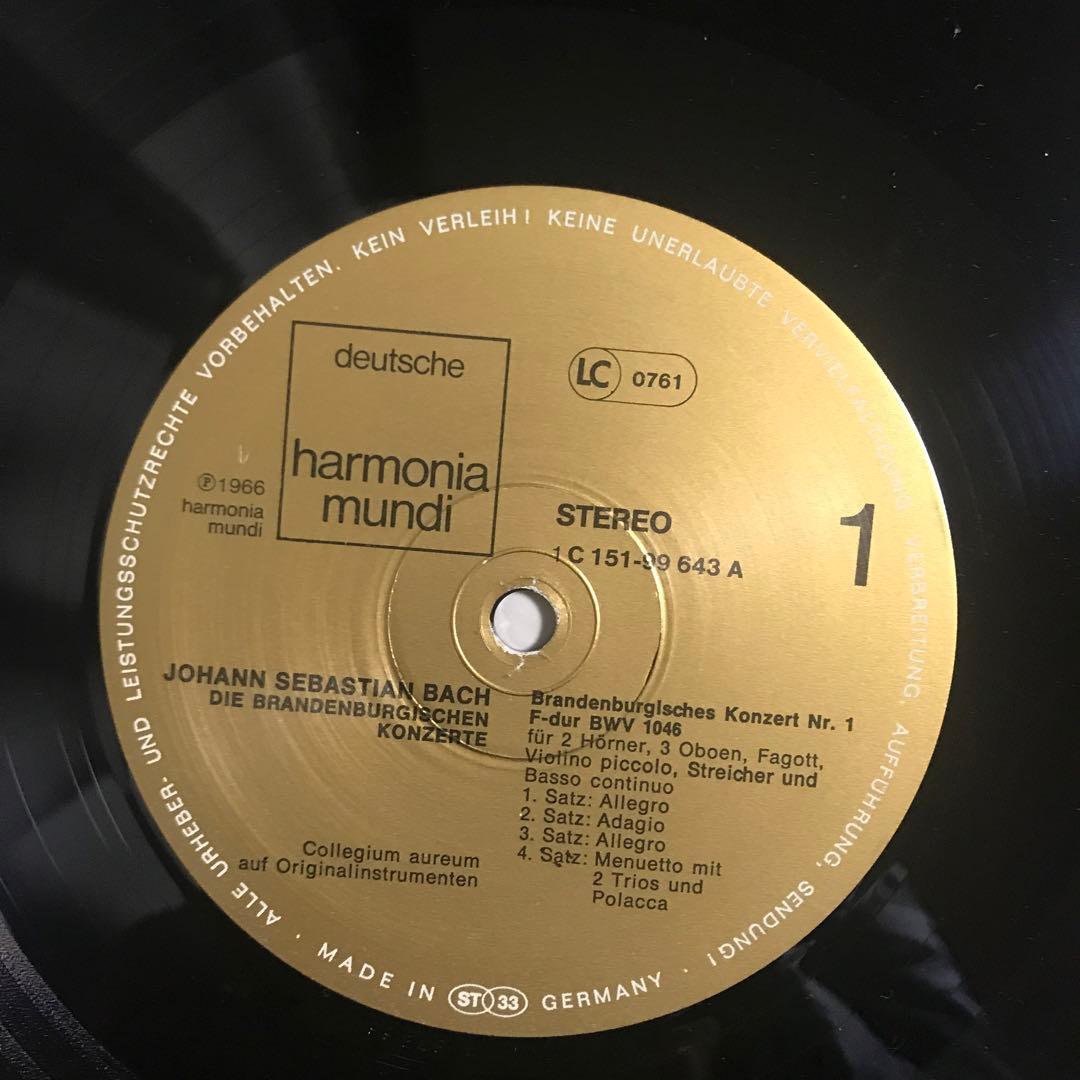 ALLE URHEBER- UND LEISTUNGSSCHUTZRECHTE VORBEHALTEN. KEIN VERLEIH! KEINE UNERLAUBTE VERVIELFÄLTIGUNG, VERBREITUNG, AUFFÜHRUNG, SENDUNG!
deutsche
harmonia
mundi
LC 0761
℗1966
harmonia
mundi
STEREO
1 C 151-99 643 A
1
JOHANN SEBASTIAN BACH
DIE BRANDENBURGISCHEN
KONZERTE
Brandenburgisches Konzert Nr. 1
F-dur BWV 1046
für 2 Hörner, 3 Oboen, Fagott,
Violino piccolo, Streicher und
Basso continuo
1. Satz: Allegro
2. Satz: Adagio
3. Satz: Allegro
4. Satz: Menuetto mit
2 Trios und
Polacca
Collegium aureum
auf Originalinstrumenten
· MADE IN ST 33 GERMANY ·